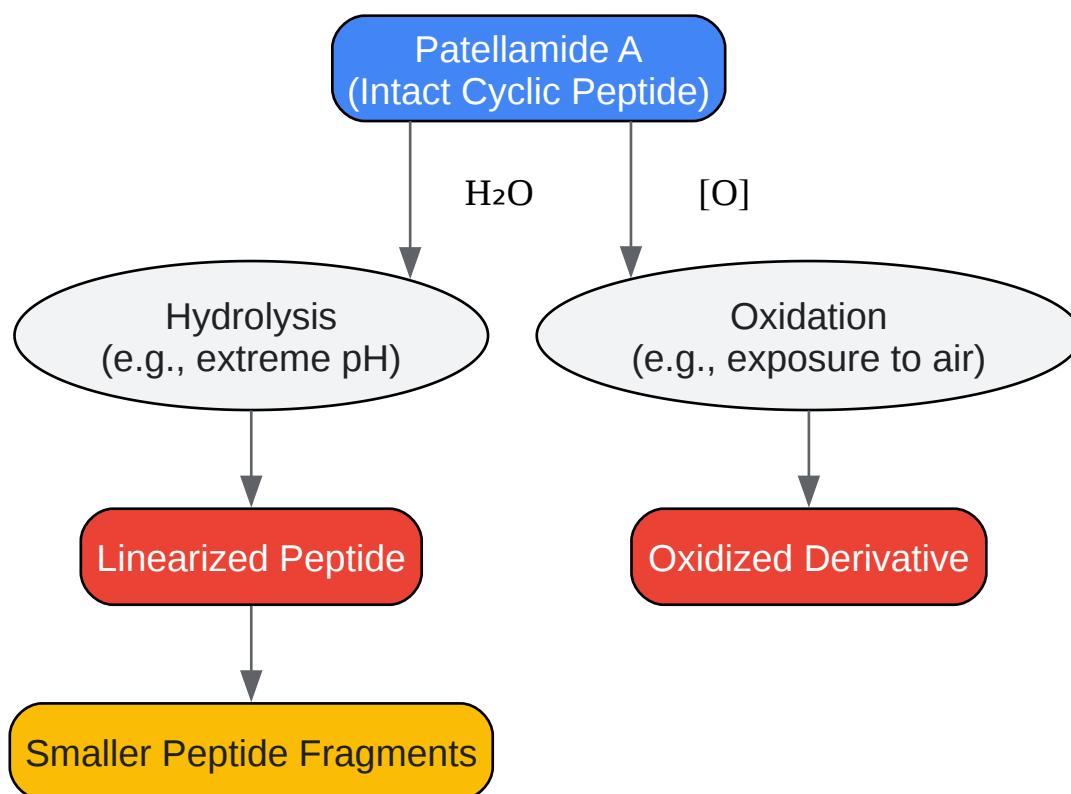 Patellamide A
(Intact Cyclic Peptide)
H₂O
[O]
Hydrolysis
(e.g., extreme pH)
Oxidation
(e.g., exposure to air)
Linearized Peptide
Oxidized Derivative
Smaller Peptide Fragments